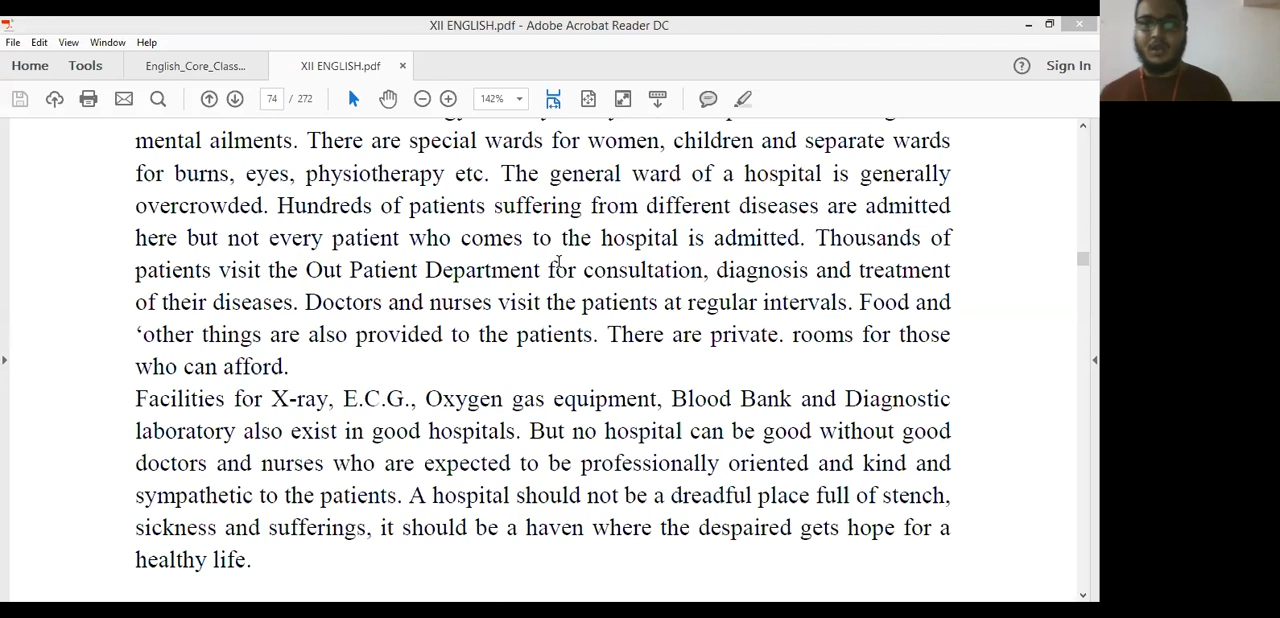 XII ENGLISH.pdf - Adobe Acrobat Reader DC
File Edit View Window Help
Home Tools English_Core_Class... XII ENGLISH.pdf × ? Sign In
74 / 272 142%
mental ailments. There are special wards for women, children and separate wards
for burns, eyes, physiotherapy etc. The general ward of a hospital is generally
overcrowded. Hundreds of patients suffering from different diseases are admitted
here but not every patient who comes to the hospital is admitted. Thousands of
patients visit the Out Patient Department for consultation, diagnosis and treatment
of their diseases. Doctors and nurses visit the patients at regular intervals. Food and
‘other things are also provided to the patients. There are private. rooms for those
who can afford.
Facilities for X-ray, E.C.G., Oxygen gas equipment, Blood Bank and Diagnostic
laboratory also exist in good hospitals. But no hospital can be good without good
doctors and nurses who are expected to be professionally oriented and kind and
sympathetic to the patients. A hospital should not be a dreadful place full of stench,
sickness and sufferings, it should be a haven where the despaired gets hope for a
healthy life.